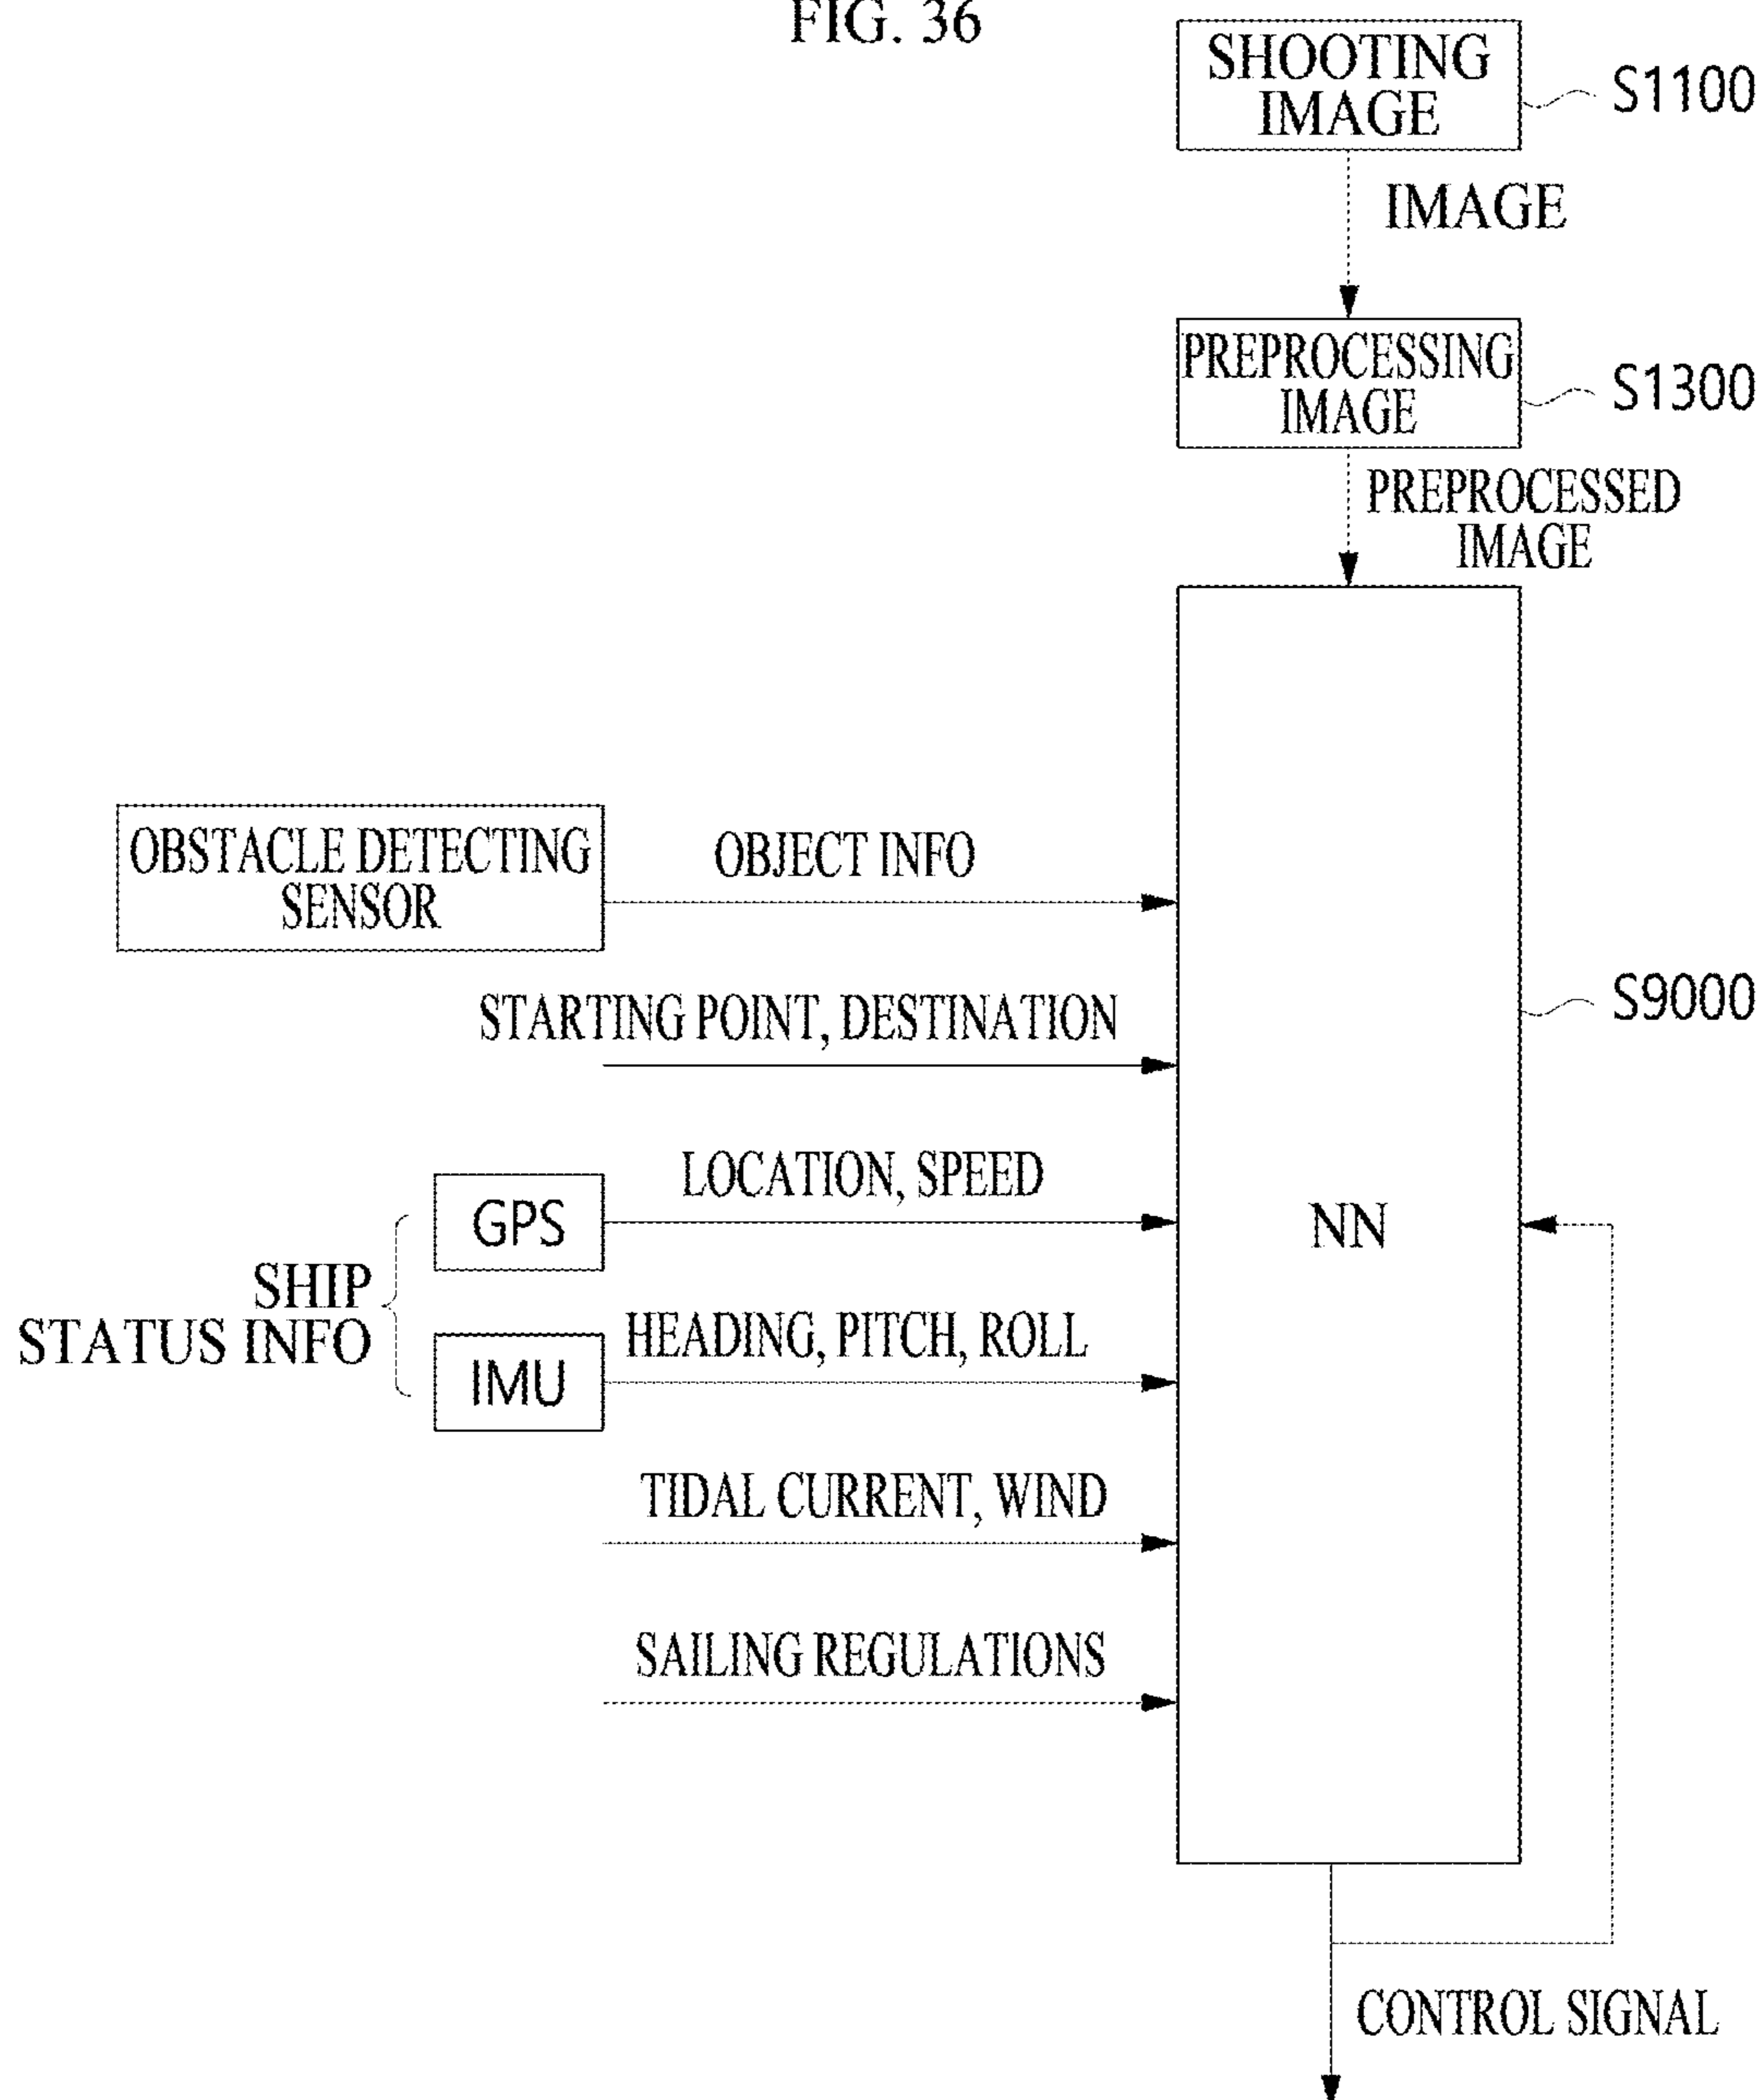 FIG. 36
SHOOTING
IMAGE
S1100
IMAGE
PREPROCESSING
IMAGE
S1300
PREPROCESSED
IMAGE
OBSTACLE DETECTING
SENSOR
OBJECT INFO
STARTING POINT, DESTINATION
S9000
LOCATION, SPEED
GPS
NN
SHIP
STATUS INFO
HEADING, PITCH, ROLL
IMU
TIDAL CURRENT, WIND
SAILING REGULATIONS
CONTROL SIGNAL